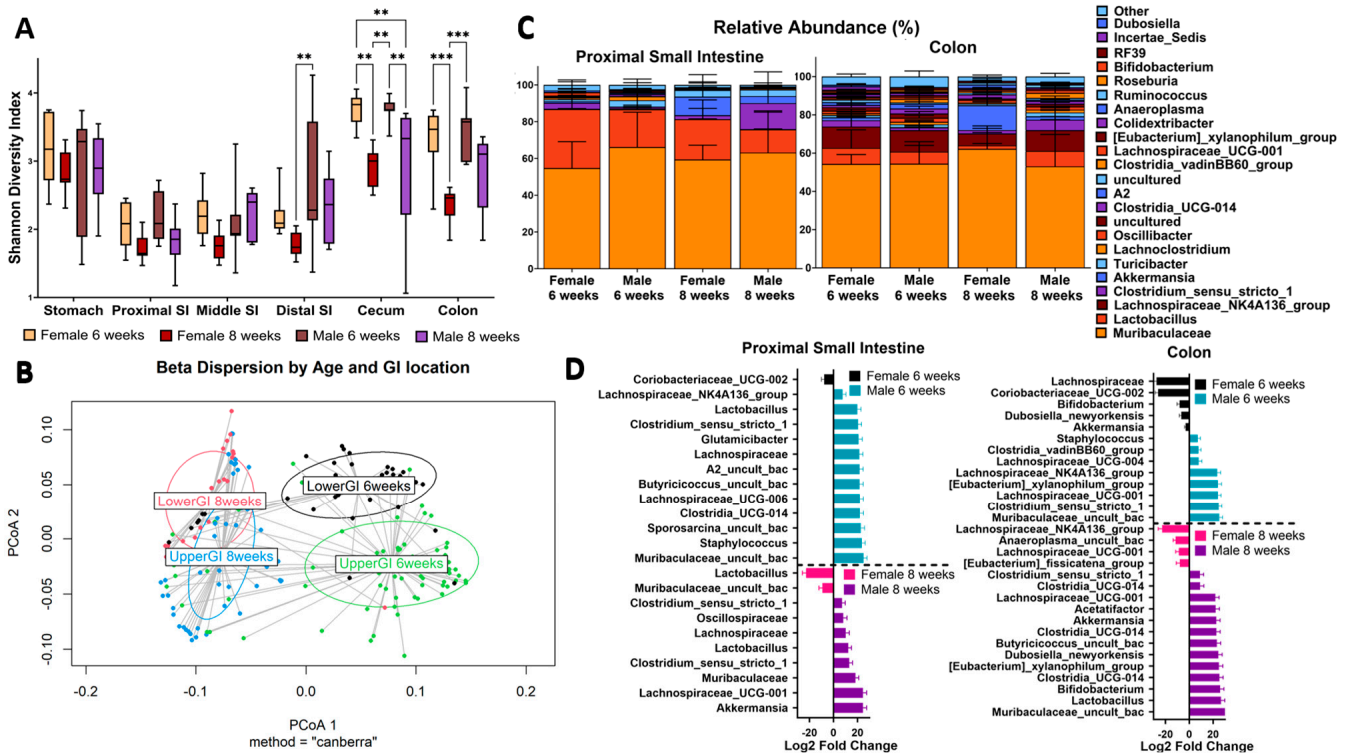 A
Shannon Diversity Index
4
3
2
1
**
**
**
**
**
***
***
Stomach Proximal SI Middle SI Distal SI Cecum Colon
Female 6 weeks Female 8 weeks Male 6 weeks Male 8 weeks
B
Beta Dispersion by Age and GI location
PCoA 2
0.10
0.05
0.00
-0.05
-0.10
LowerGI 8weeks
LowerGI 6weeks
UpperGI 8weeks
UpperGI 6weeks
-0.2 -0.1 0.0 0.1 0.2
PCoA 1
method = "canberra"
C
Relative Abundance (%)
Proximal Small Intestine
100
80
60
40
20
0
Female 6 weeks
Male 6 weeks
Female 8 weeks
Male 8 weeks
Colon
100
80
60
40
20
0
Female 6 weeks
Male 6 weeks
Female 8 weeks
Male 8 weeks
Other
Dubosiella
Incertae_Sedis
RF39
Bifidobacterium
Roseburia
Ruminococcus
Anaeroplasma
Colidextribacter
[Eubacterium]_xylanophilum_group
Lachnospiraceae_UCG-001
Clostridia_vadinBB60_group
uncultured
A2
Clostridia_UCG-014
uncultured
Oscillibacter
Lachnoclostridium
Turicibacter
Akkermansia
Clostridium_sensu_stricto_1
Lachnospiraceae_NK4A136_group
Lactobacillus
Muribaculaceae
D
Proximal Small Intestine
Coriobacteriaceae_UCG-002
Lachnospiraceae_NK4A136_group
Lactobacillus
Clostridium_sensu_stricto_1
Glutamicibacter
Lachnospiraceae
A2_uncult_bac
Butyricicoccus_uncult_bac
Lachnospiraceae_UCG-006
Clostridia_UCG-014
Sporosarcina_uncult_bac
Staphylococcus
Muribaculaceae_uncult_bac
Lactobacillus
Muribaculaceae_uncult_bac
Clostridium_sensu_stricto_1
Oscillospiraceae
Lachnospiraceae
Lactobacillus
Clostridium_sensu_stricto_1
Muribaculaceae
Lachnospiraceae_UCG-001
Akkermansia
Female 6 weeks
Male 6 weeks
Female 8 weeks
Male 8 weeks
-20 0 20
Log2 Fold Change
Colon
Lachnospiraceae
Coriobacteriaceae_UCG-002
Bifidobacterium
Dubosiella_newyorkensis
Akkermansia
Staphylococcus
Clostridia_vadinBB60_group
Lachnospiraceae_UCG-004
Lachnospiraceae_NK4A136_group
[Eubacterium]_xylanophilum_group
Lachnospiraceae_UCG-001
Clostridium_sensu_stricto_1
Muribaculaceae_uncult_bac
Lachnospiraceae_NK4A136_group
Anaeroplasma_uncult_bac
Lachnospiraceae_UCG-001
[Eubacterium]_fissicatena_group
Clostridium_sensu_stricto_1
Clostridia_UCG-014
Lachnospiraceae_UCG-001
Acetatifactor
Akkermansia
Clostridia_UCG-014
Butyricicoccus_uncult_bac
Dubosiella_newyorkensis
[Eubacterium]_xylanophilum_group
Clostridia_UCG-014
Bifidobacterium
Lactobacillus
Muribaculaceae_uncult_bac
Female 6 weeks
Male 6 weeks
Female 8 weeks
Male 8 weeks
-20 0 20
Log2 Fold Change